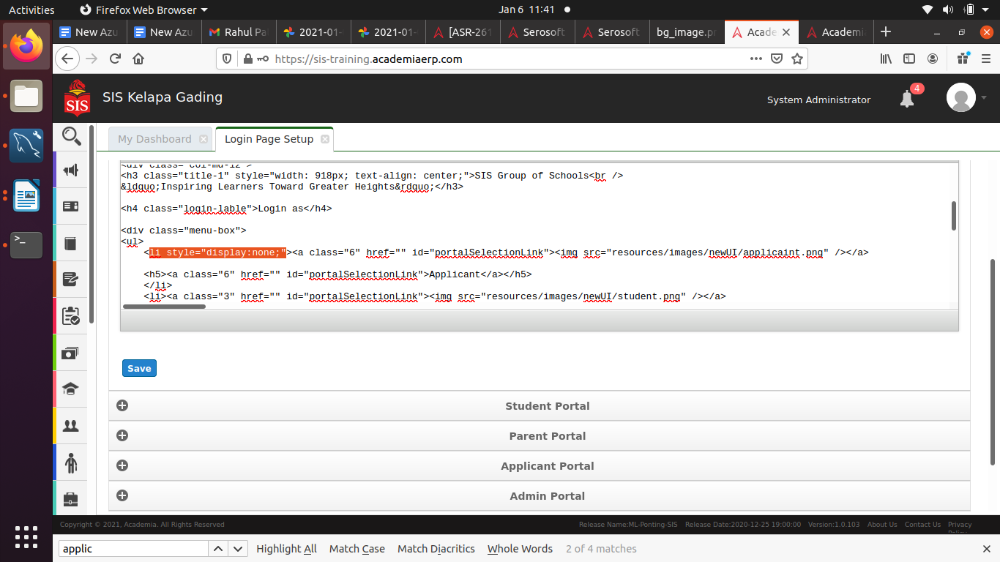 Activities
Firefox Web Browser
Jan 6 11:41
New Azu
New Azu
Rahul Pa
2021-01-
2021-01-
[ASR-261
Serosoft
Serosoft
bg_image.pn
Acade
Academi
https://sis-training.academiaerp.com
SIS
SIS Kelapa Gading
System Administrator
4
My Dashboard
Login Page Setup
<div class="col-md-12">
<h3 class="title-1" style="width: 918px; text-align: center;">SIS Group of Schools<br />
&ldquo;Inspiring Learners Toward Greater Heights&rdquo;</h3>
<h4 class="login-lable">Login as</h4>
<div class="menu-box">
<ul>
<li style="display:none;"><a class="6" href="" id="portalSelectionLink"><img src="resources/images/newUI/applicaint.png" /></a>
<h5><a class="6" href="" id="portalSelectionLink">Applicant</a></h5>
</li>
<li><a class="3" href="" id="portalSelectionLink"><img src="resources/images/newUI/student.png" /></a>
Save
Student Portal
Parent Portal
Applicant Portal
Admin Portal
Copyright © 2021, Academia. All Rights Reserved
Release Name:ML-Ponting-SIS Release Date:2020-12-25 19:00:00 Version:1.0.103 About Us Contact Us Privacy
Policy
applic
Highlight All
Match Case
Match Diacritics
Whole Words
2 of 4 matches